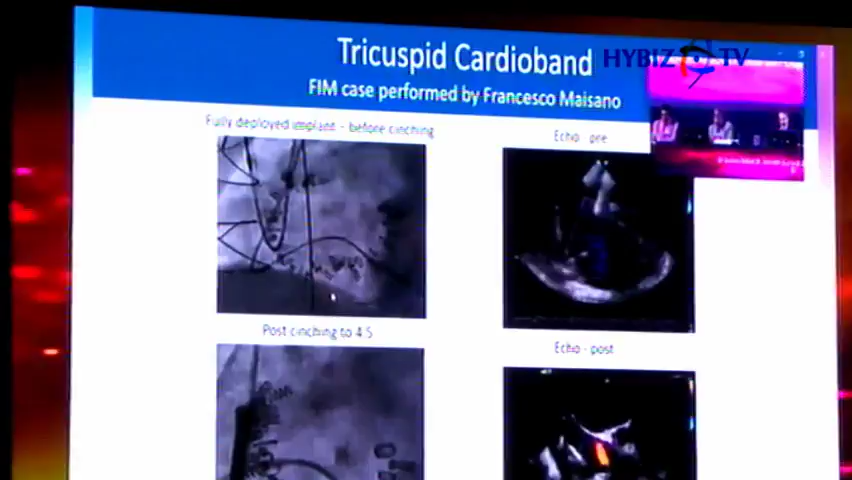 Tricuspid Cardioband
HYBIZ TV
FIM case performed by Francesco Maisano
Fully deployed implant - before cinching
Echo - pre
Post cinching to 4.5
Echo - post